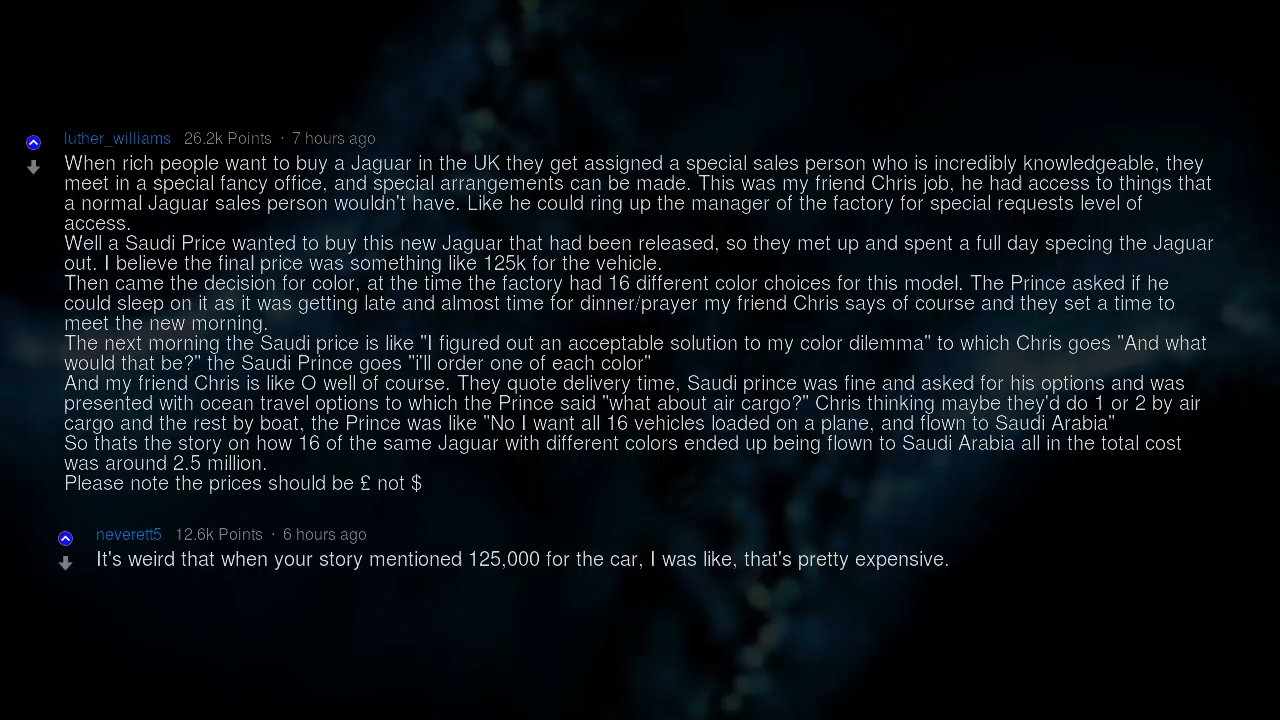 luther_williams 26.2k Points · 7 hours ago
When rich people want to buy a Jaguar in the UK they get assigned a special sales person who is incredibly knowledgeable, they
meet in a special fancy office, and special arrangements can be made. This was my friend Chris job, he had access to things that
a normal Jaguar sales person wouldn't have. Like he could ring up the manager of the factory for special requests level of
access.
Well a Saudi Price wanted to buy this new Jaguar that had been released, so they met up and spent a full day specing the Jaguar
out. I believe the final price was something like 125k for the vehicle.
Then came the decision for color, at the time the factory had 16 different color choices for this model. The Prince asked if he
could sleep on it as it was getting late and almost time for dinner/prayer my friend Chris says of course and they set a time to
meet the new morning.
The next morning the Saudi price is like "I figured out an acceptable solution to my color dilemma" to which Chris goes "And what
would that be?" the Saudi Prince goes "i'll order one of each color"
And my friend Chris is like O well of course. They quote delivery time, Saudi prince was fine and asked for his options and was
presented with ocean travel options to which the Prince said "what about air cargo?" Chris thinking maybe they'd do 1 or 2 by air
cargo and the rest by boat, the Prince was like "No I want all 16 vehicles loaded on a plane, and flown to Saudi Arabia"
So thats the story on how 16 of the same Jaguar with different colors ended up being flown to Saudi Arabia all in the total cost
was around 2.5 million.
Please note the prices should be £ not $
neverett5 12.6k Points · 6 hours ago
It's weird that when your story mentioned 125,000 for the car, I was like, that's pretty expensive.